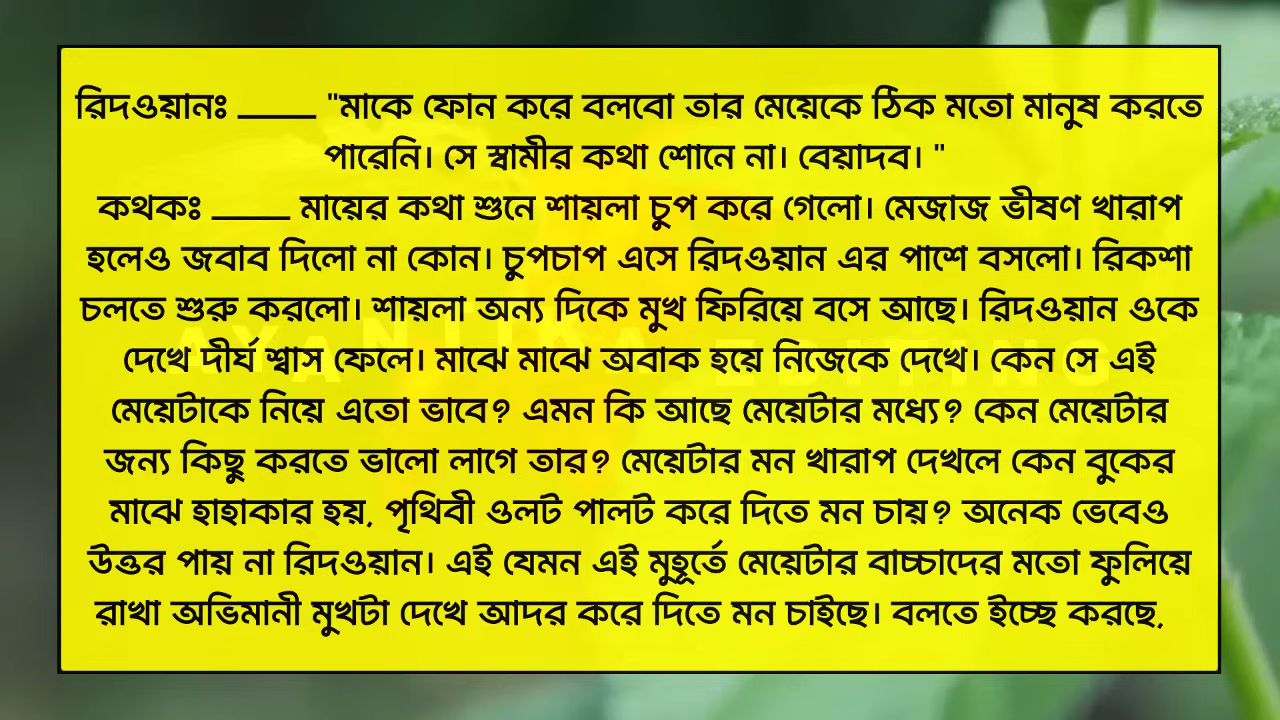 রিদওয়ানঃ _____ "মাকে ফোন করে বলবো তার মেয়েকে ঠিক মতো মানুষ করতে
পারেনি। সে স্বামীর কথা শোনে না। বেয়াদব। "
কথকঃ _____ মায়ের কথা শুনে শায়লা চুপ করে গেলো। মেজাজ ভীষণ খারাপ
হলেও জবাব দিলো না কোন। চুপচাপ এসে রিদওয়ান এর পাশে বসলো। রিকশা
চলতে শুরু করলো। শায়লা অন্য দিকে মুখ ফিরিয়ে বসে আছে। রিদওয়ান ওকে
দেখে দীর্ঘ শ্বাস ফেলে। মাঝে মাঝে অবাক হয়ে নিজেকে দেখে। কেন সে এই
মেয়েটাকে নিয়ে এতো ভাবে? এমন কি আছে মেয়েটার মধ্যে? কেন মেয়েটার
জন্য কিছু করতে ভালো লাগে তার? মেয়েটার মন খারাপ দেখলে কেন বুকের
মাঝে হাহাকার হয়, পৃথিবী ওলট পালট করে দিতে মন চায়? অনেক ভেবেও
উত্তর পায় না রিদওয়ান। এই যেমন এই মুহূর্তে মেয়েটার বাচ্চাদের মতো ফুলিয়ে
রাখা অভিমানী মুখটা দেখে আদর করে দিতে মন চাইছে। বলতে ইচ্ছে করছে,